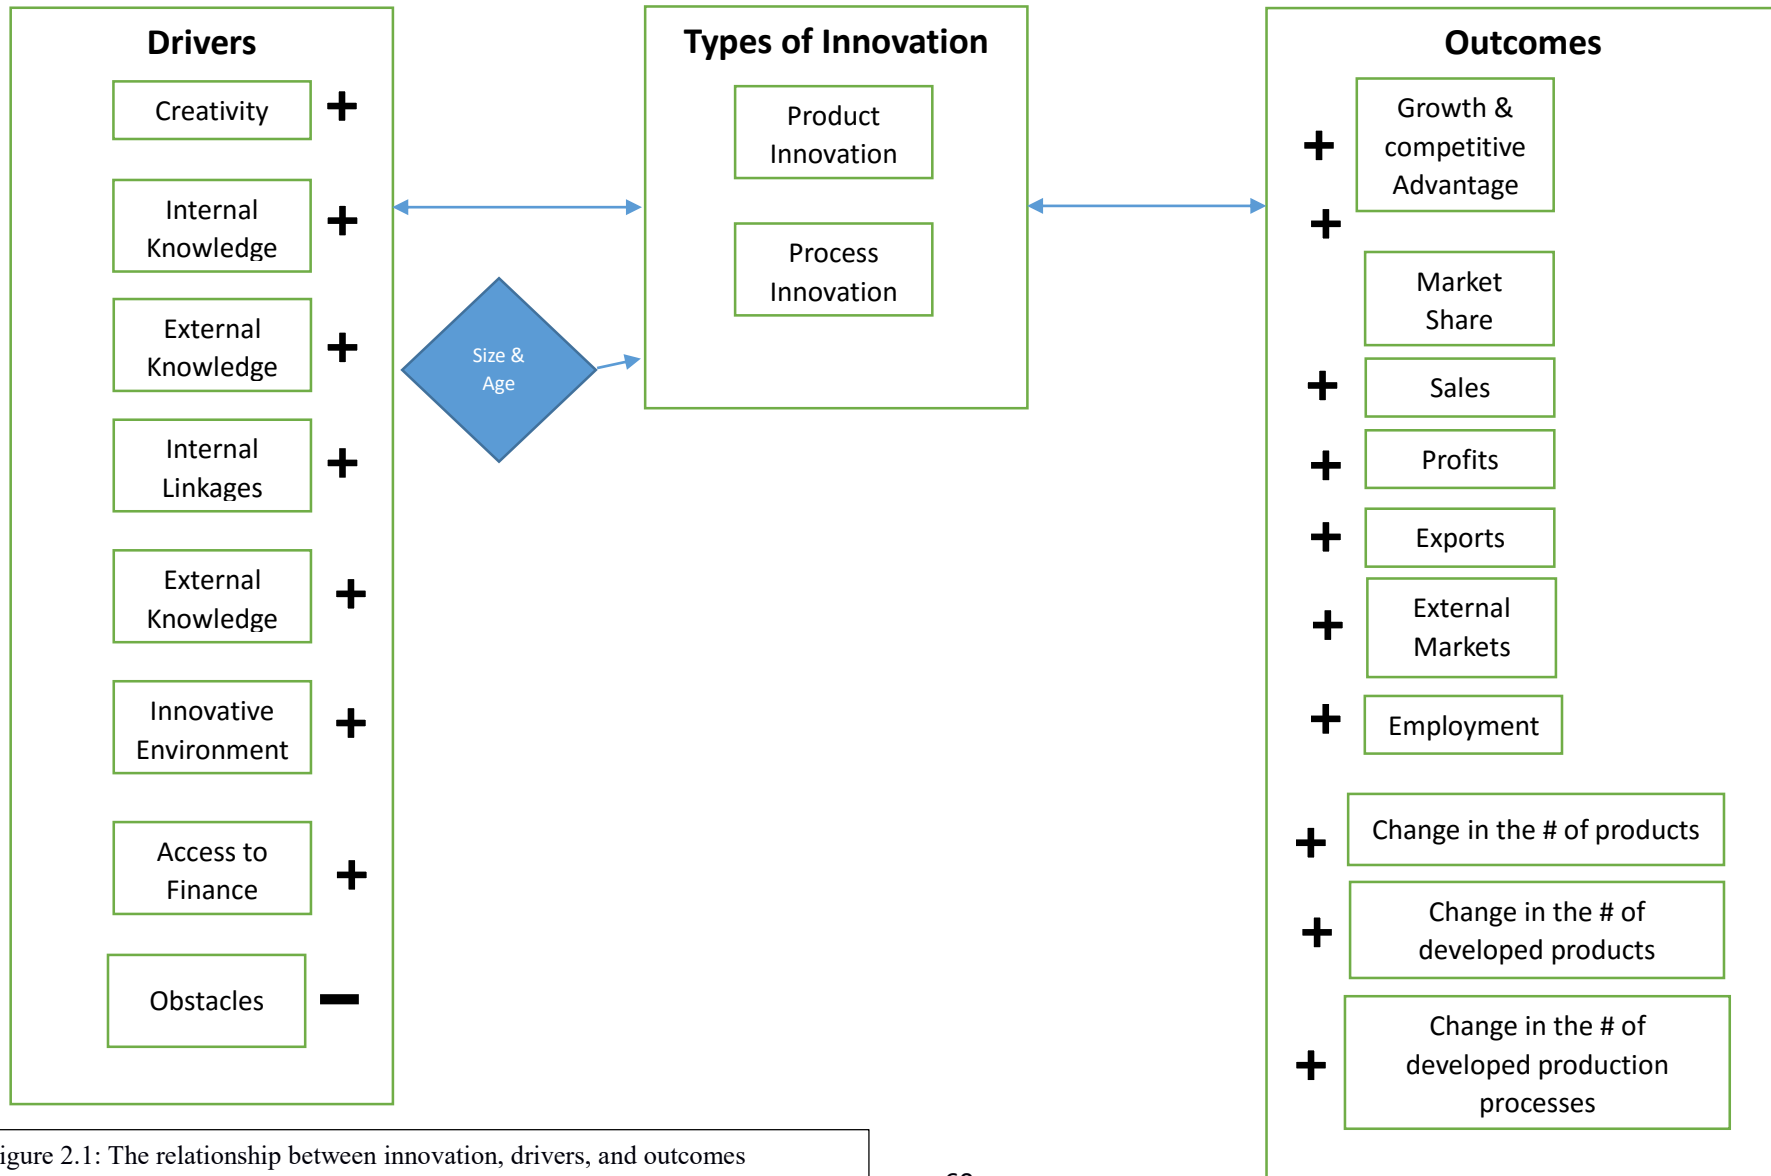 Drivers
Creativity
+
Internal
Knowledge
+
External
Knowledge
+
Internal
Linkages
+
External
Knowledge
+
Innovative
Environment
+
Access to
Finance
+
Obstacles
−
Size &
Age
Types of Innovation
Product
Innovation
Process
Innovation
Outcomes
+
Growth &
competitive
Advantage
+
Market
Share
+
Sales
+
Profits
+
Exports
+
External
Markets
+
Employment
+
Change in the # of products
+
Change in the # of
developed products
+
Change in the # of
developed production
processes
igure 2.1: The relationship between innovation, drivers, and outcomes